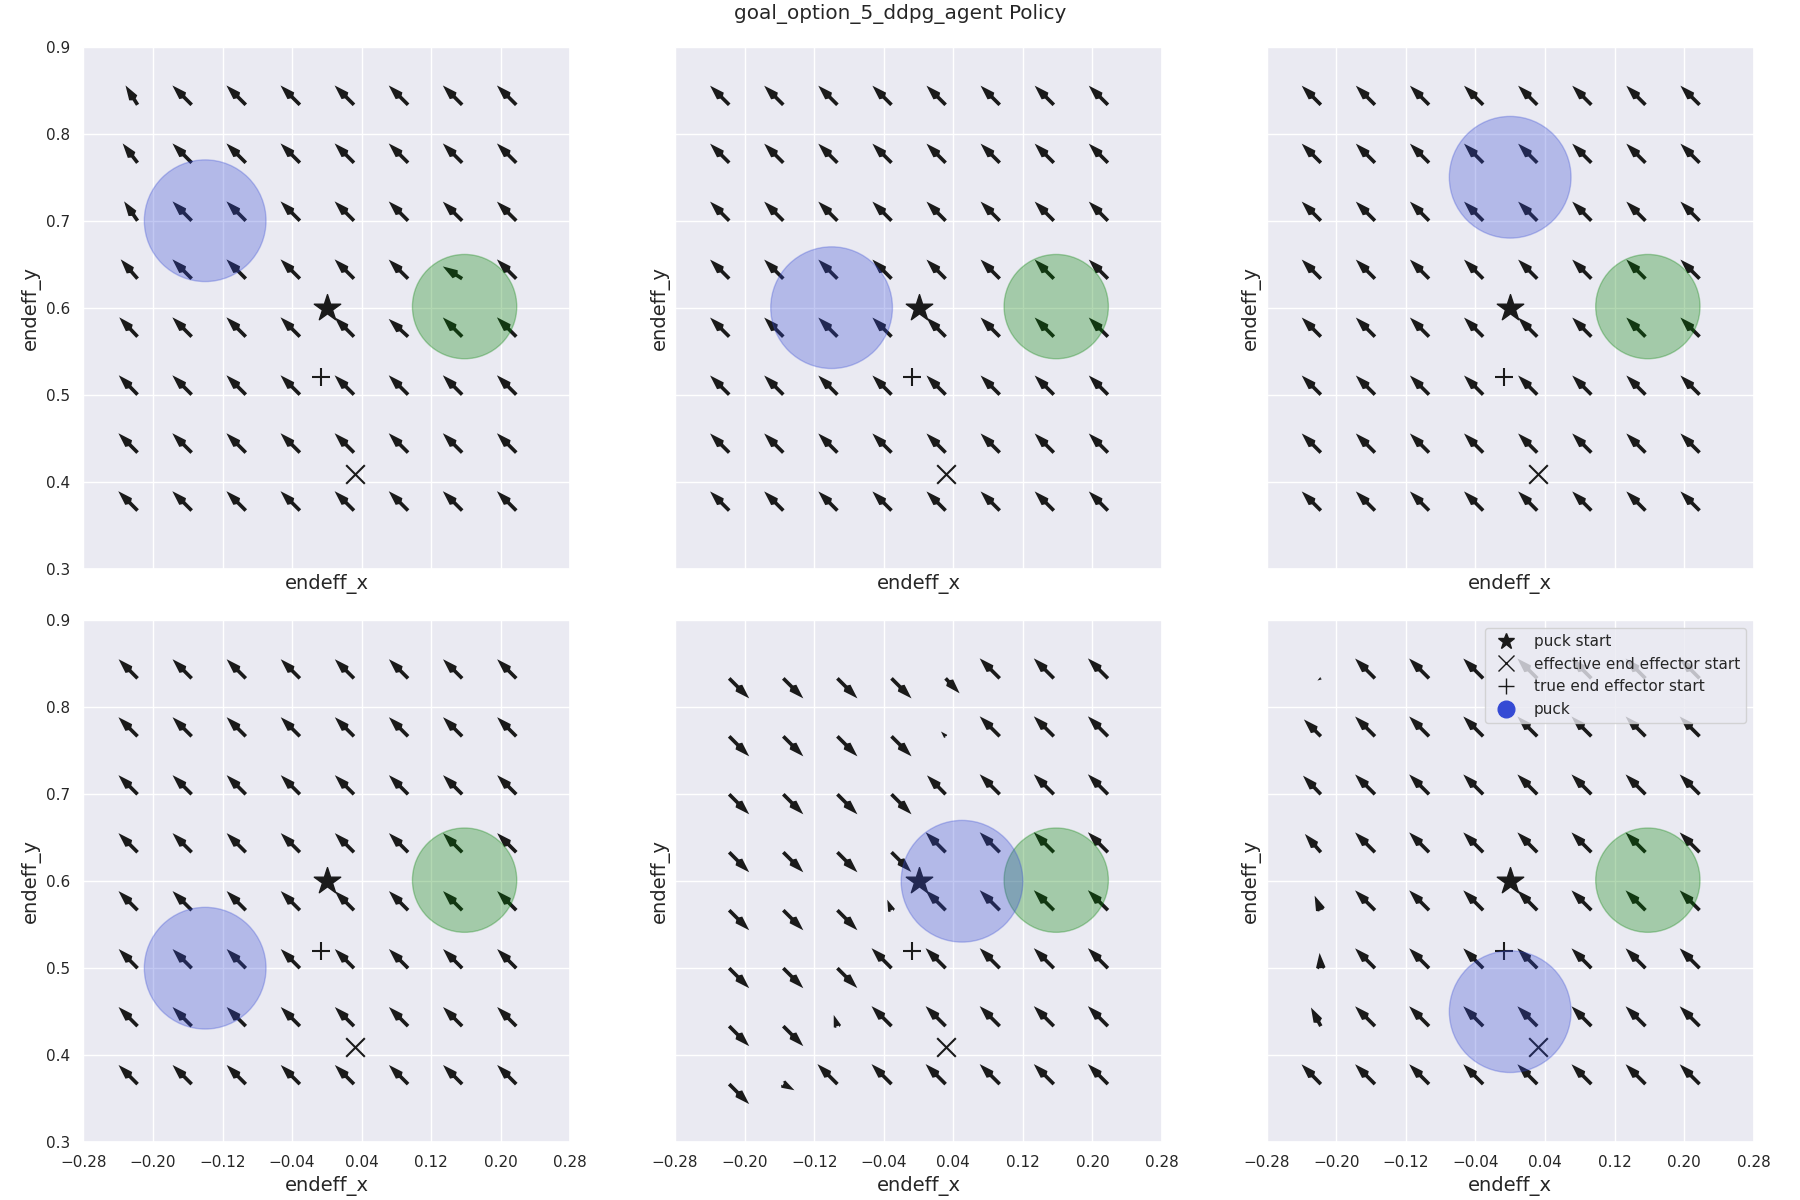 goal_option_5_ddpg_agent Policy
0.9
0.8
0.7
0.6
0.5
0.4
0.3
endeff_y
endeff_x
endeff_y
endeff_x
endeff_y
endeff_x
0.9
0.8
0.7
0.6
0.5
0.4
0.3
endeff_y
−0.28 −0.20 −0.12 −0.04 0.04 0.12 0.20 0.28
endeff_x
endeff_y
−0.28 −0.20 −0.12 −0.04 0.04 0.12 0.20 0.28
endeff_x
puck start
effective end effector start
true end effector start
puck
endeff_y
−0.28 −0.20 −0.12 −0.04 0.04 0.12 0.20 0.28
endeff_x